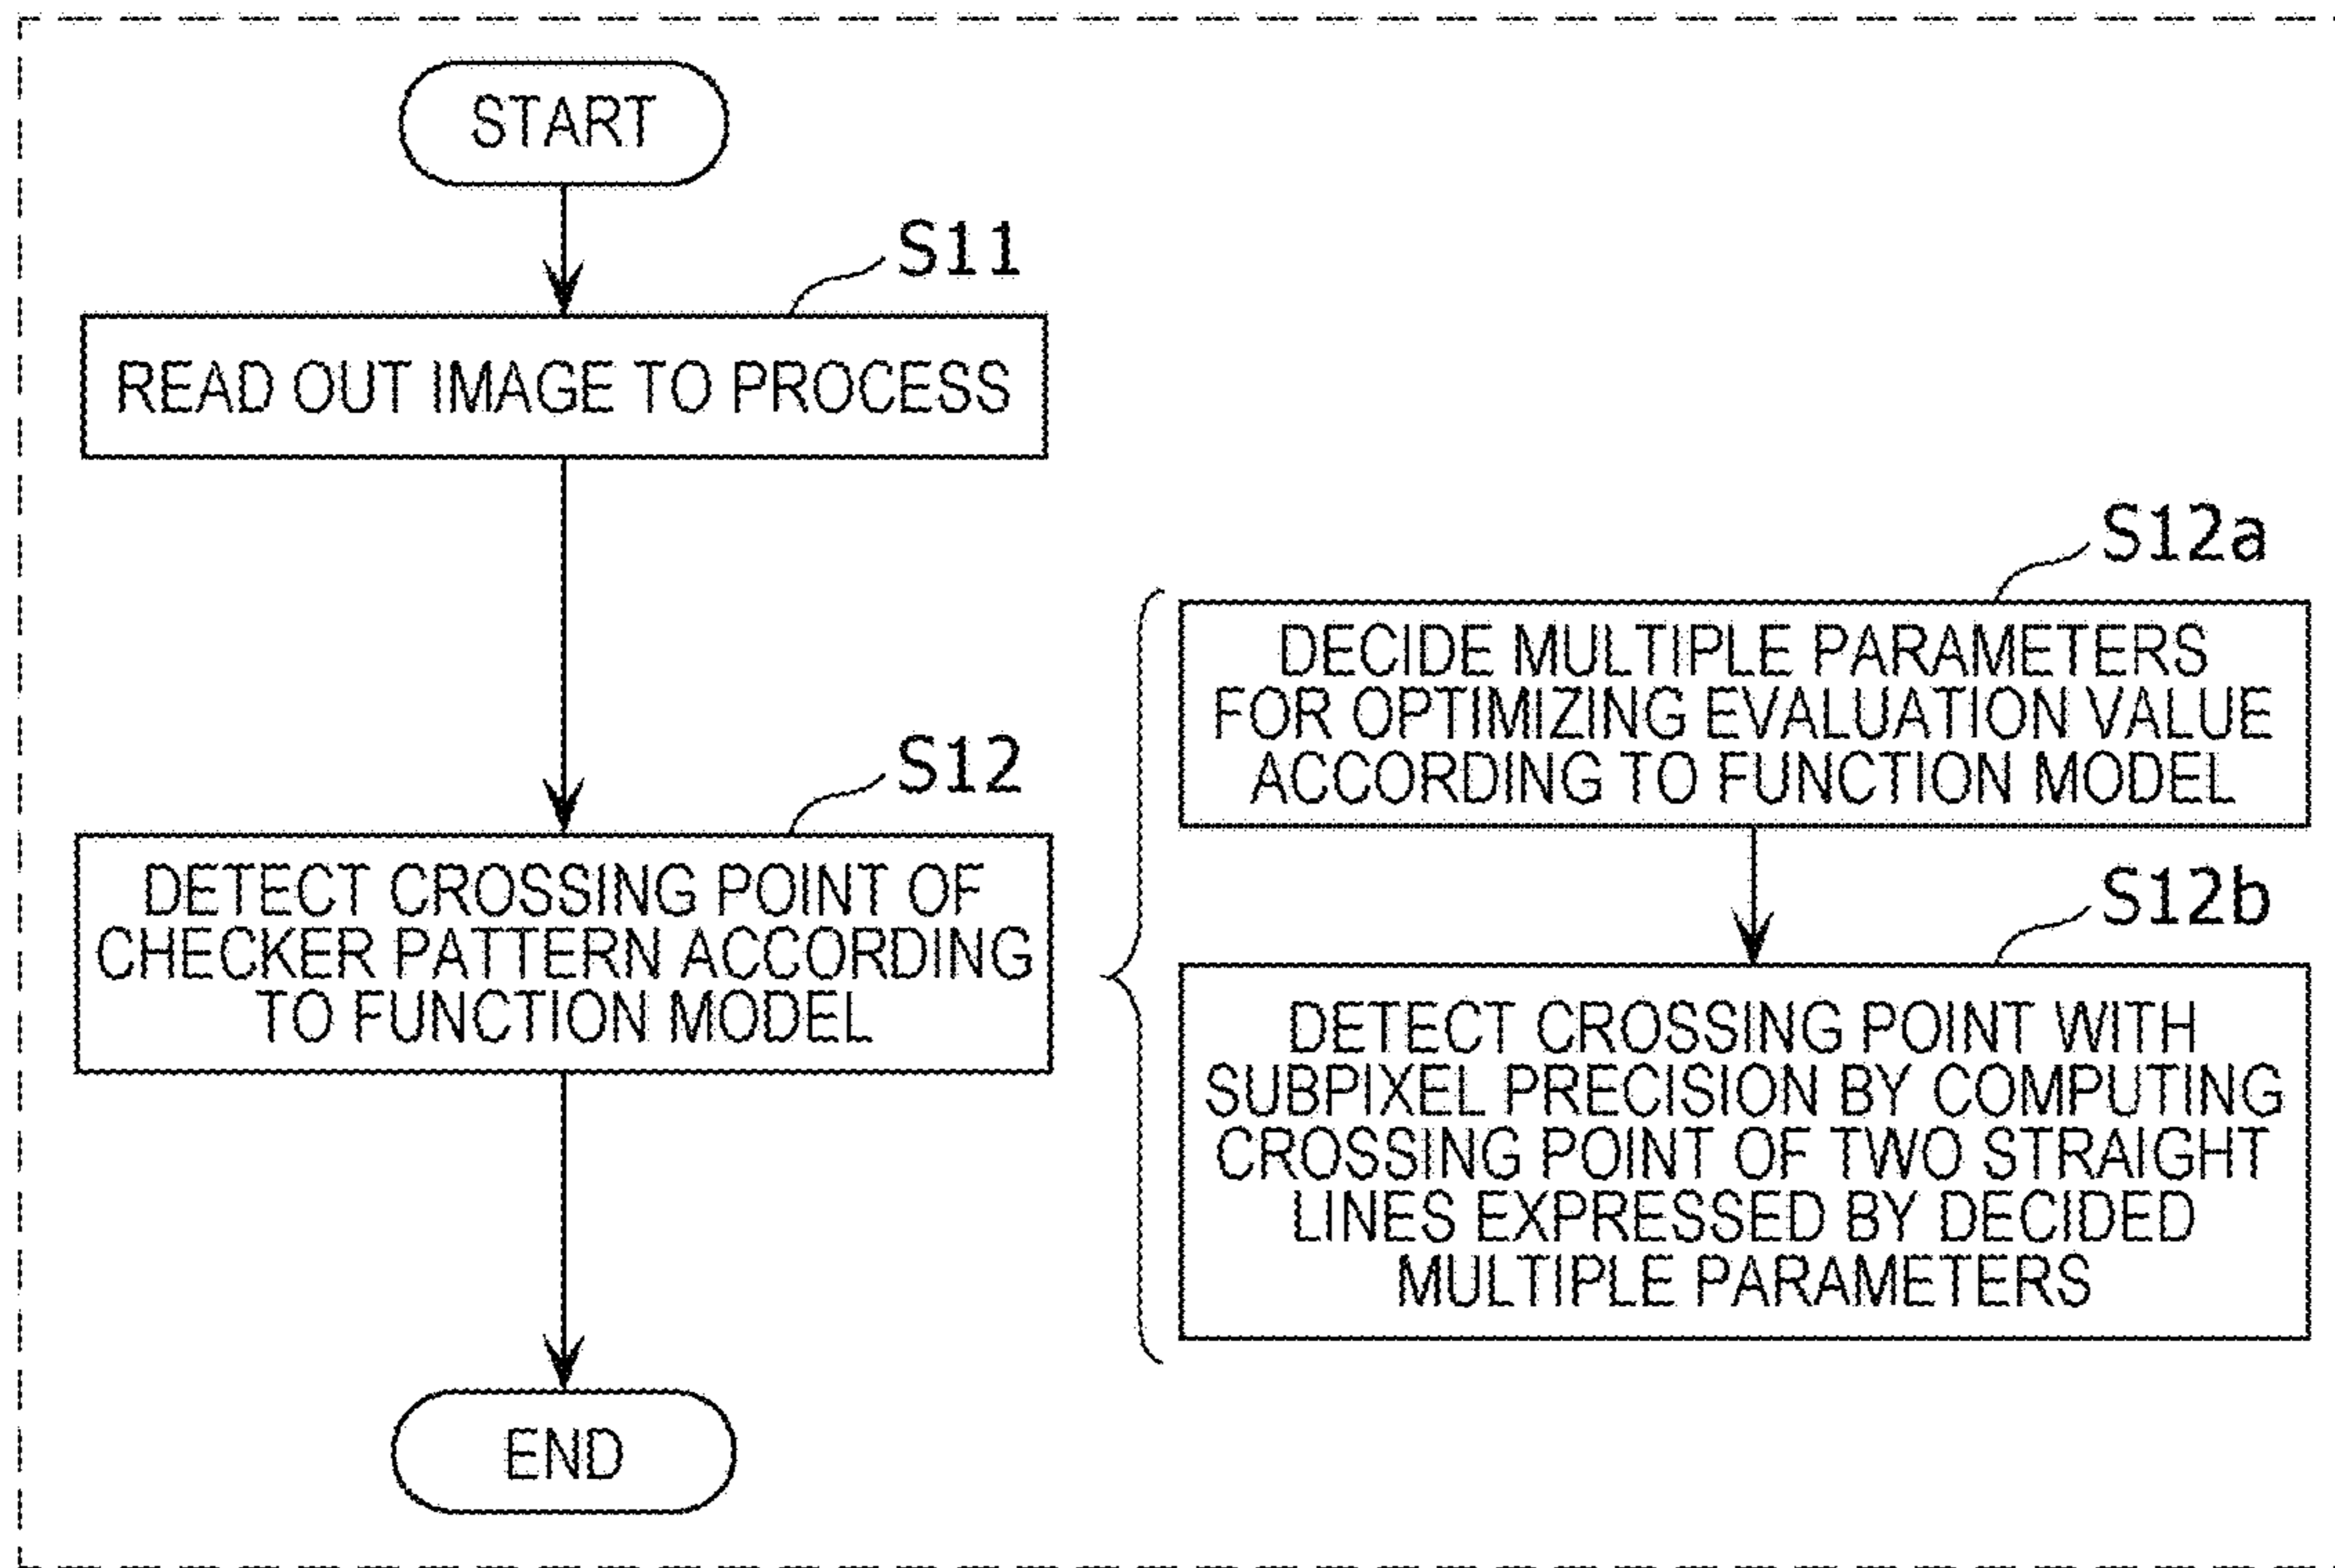 START
S11
READ OUT IMAGE TO PROCESS
S12
DETECT CROSSING POINT OF
CHECKER PATTERN ACCORDING
TO FUNCTION MODEL
END
S12a
DECIDE MULTIPLE PARAMETERS
FOR OPTIMIZING EVALUATION VALUE
ACCORDING TO FUNCTION MODEL
S12b
DETECT CROSSING POINT WITH
SUBPIXEL PRECISION BY COMPUTING
CROSSING POINT OF TWO STRAIGHT
LINES EXPRESSED BY DECIDED
MULTIPLE PARAMETERS